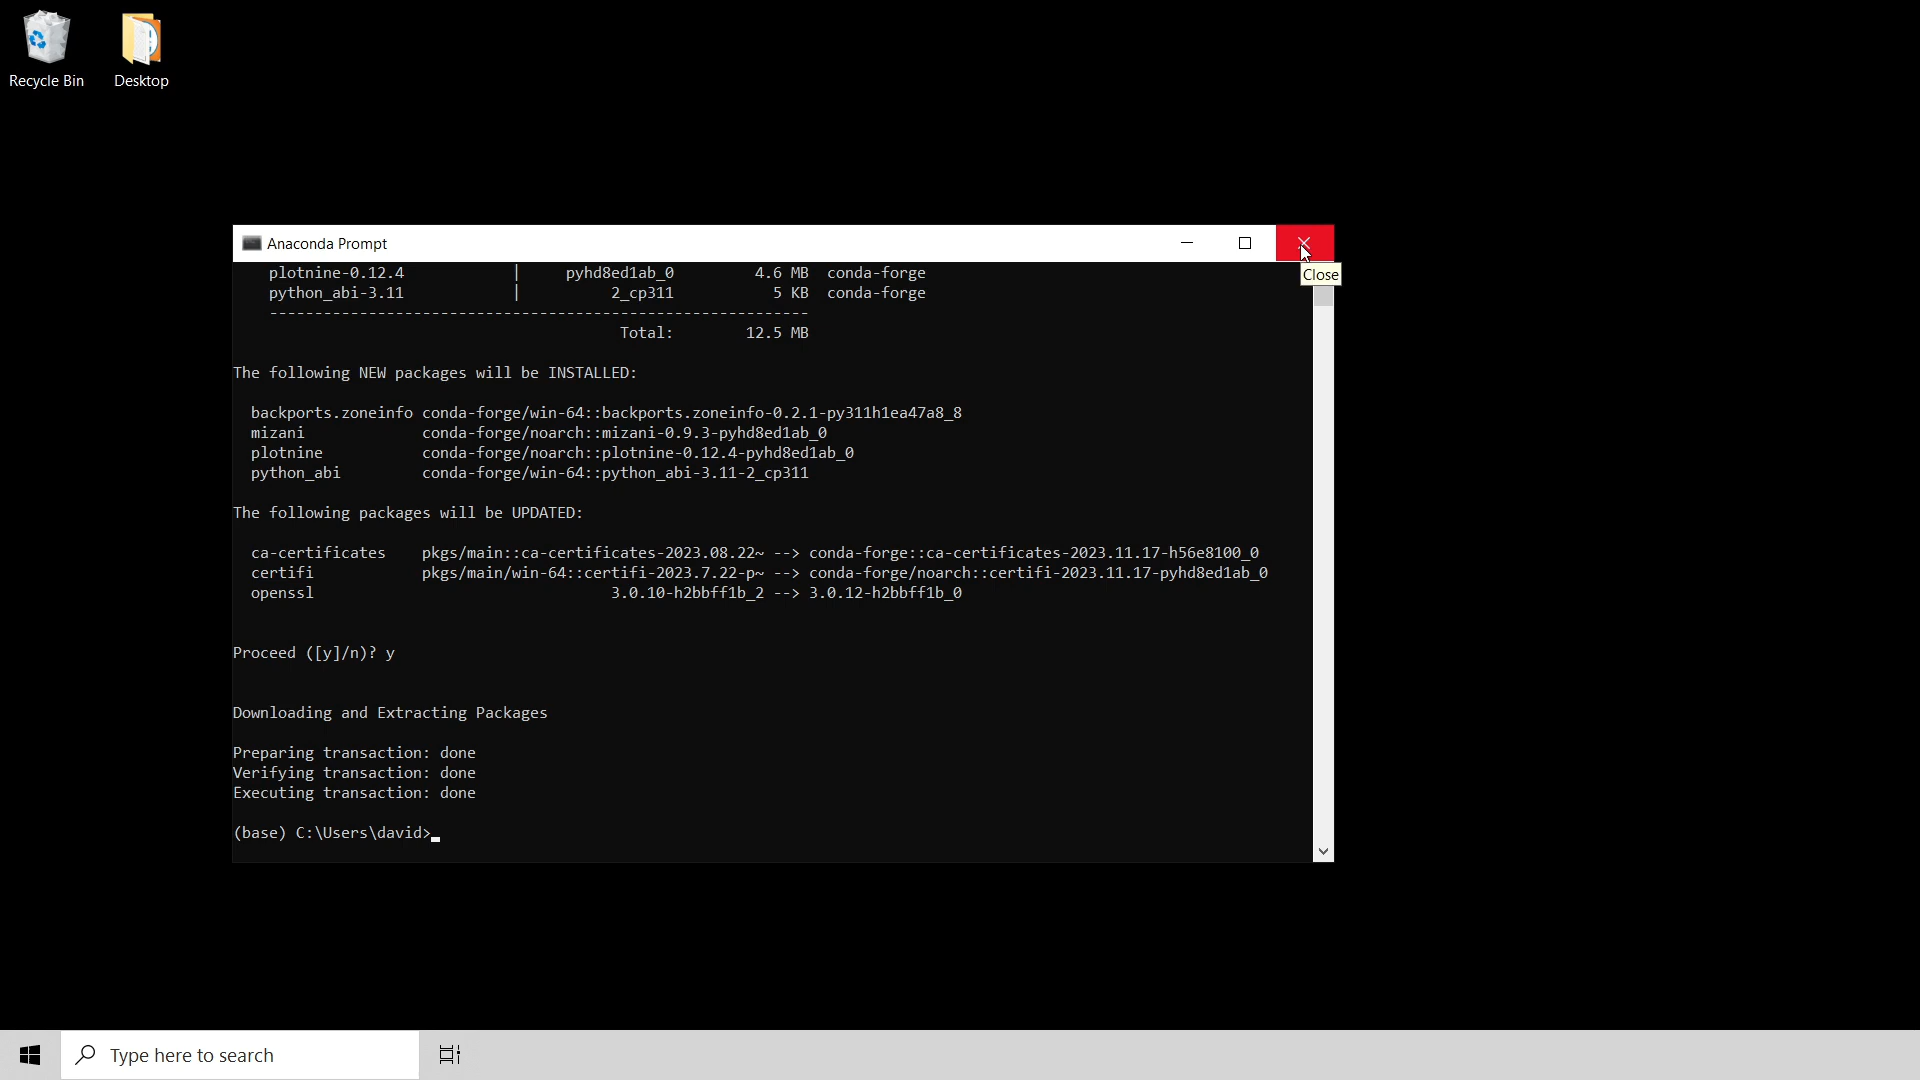 Recycle Bin
Desktop
Anaconda Prompt
Close
plotnine-0.12.4 | pyhd8ed1ab_0 4.6 MB conda-forge
python_abi-3.11 | 2_cp311 5 KB conda-forge
------------------------------------------------------------
Total: 12.5 MB
The following NEW packages will be INSTALLED:
backports.zoneinfo conda-forge/win-64::backports.zoneinfo-0.2.1-py311h1ea47a8_8
mizani conda-forge/noarch::mizani-0.9.3-pyhd8ed1ab_0
plotnine conda-forge/noarch::plotnine-0.12.4-pyhd8ed1ab_0
python_abi conda-forge/win-64::python_abi-3.11-2_cp311
The following packages will be UPDATED:
ca-certificates pkgs/main::ca-certificates-2023.08.22~ --> conda-forge::ca-certificates-2023.11.17-h56e8100_0
certifi pkgs/main/win-64::certifi-2023.7.22-p~ --> conda-forge/noarch::certifi-2023.11.17-pyhd8ed1ab_0
openssl 3.0.10-h2bbff1b_2 --> 3.0.12-h2bbff1b_0
Proceed ([y]/n)? y
Downloading and Extracting Packages
Preparing transaction: done
Verifying transaction: done
Executing transaction: done
(base) C:\Users\david>
Type here to search